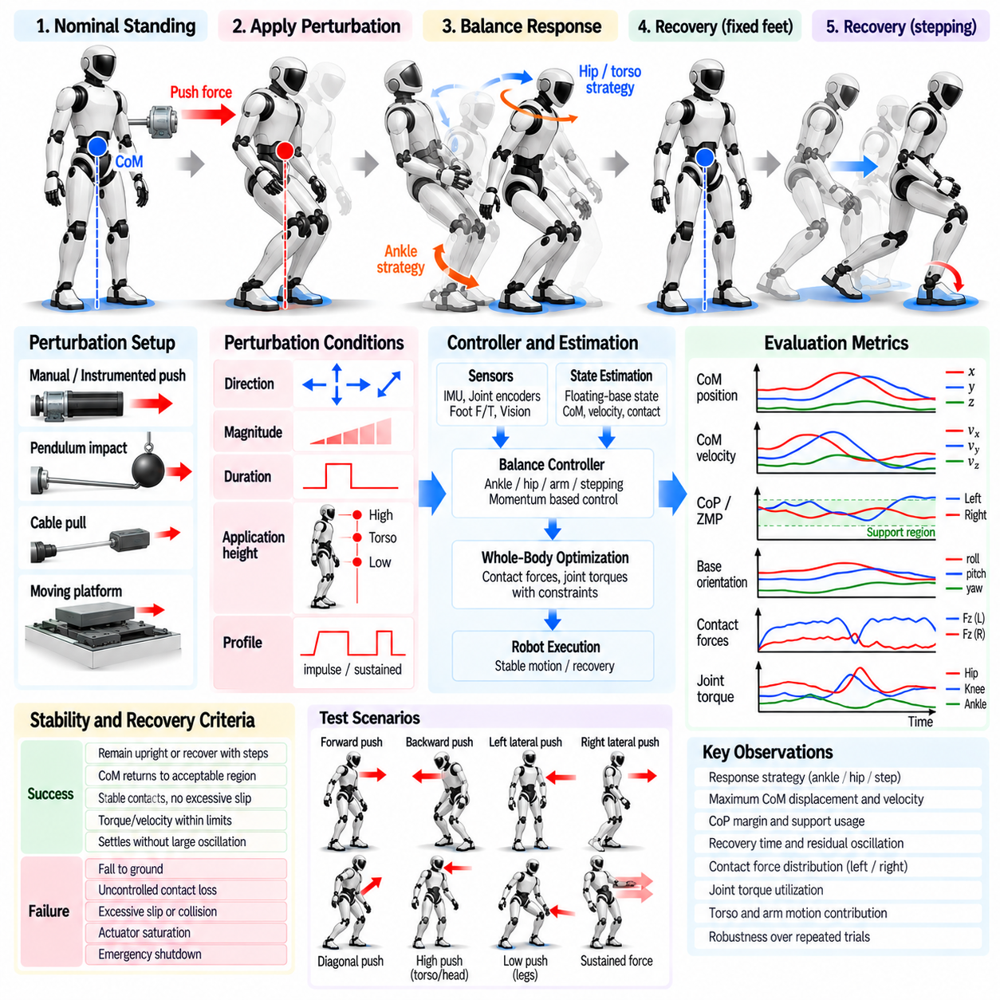 1. Nominal Standing
2. Apply Perturbation
3. Balance Response
4. Recovery (fixed feet)
5. Recovery (stepping)
Push force
CoM
Hip / torso
strategy
Ankle
strategy
Perturbation Setup
Manual / Instrumented push
Pendulum impact
Cable pull
Moving platform
Perturbation Conditions
Direction
Magnitude
Duration
Application
height
High
Torso
Low
Profile
impulse / sustained
Controller and Estimation
Sensors
IMU, Joint encoders
Foot F/T, Vision
State Estimation
Floating-base state
CoM, velocity, contact
Balance Controller
Ankle / hip / arm / stepping
Momentum based control
Whole-Body Optimization
Contact forces, joint torques
with constraints
Robot Execution
Stable motion / recovery
Evaluation Metrics
CoM
position
x
y
z
CoM
velocity
vx
vy
vz
CoP /
ZMP
Left
Right
Support region
Base
orientation
roll
pitch
yaw
Contact
forces
Fz (L)
Fz (R)
Joint
torque
Hip
Knee
Ankle
Time
Stability and Recovery Criteria
Success
Remain upright or recover with steps
CoM returns to acceptable region
Stable contacts, no excessive slip
Torque/velocity within limits
Settles without large oscillation
Failure
Fall to ground
Uncontrolled contact loss
Excessive slip or collision
Actuator saturation
Emergency shutdown
Test Scenarios
Forward push
Backward push
Left lateral push
Right lateral push
Diagonal push
High push
(torso/head)
Low push
(legs)
Sustained force
Key Observations
Response strategy (ankle / hip / step)
Maximum CoM displacement and velocity
CoP margin and support usage
Recovery time and residual oscillation
Contact force distribution (left / right)
Joint torque utilization
Torso and arm motion contribution
Robustness over repeated trials